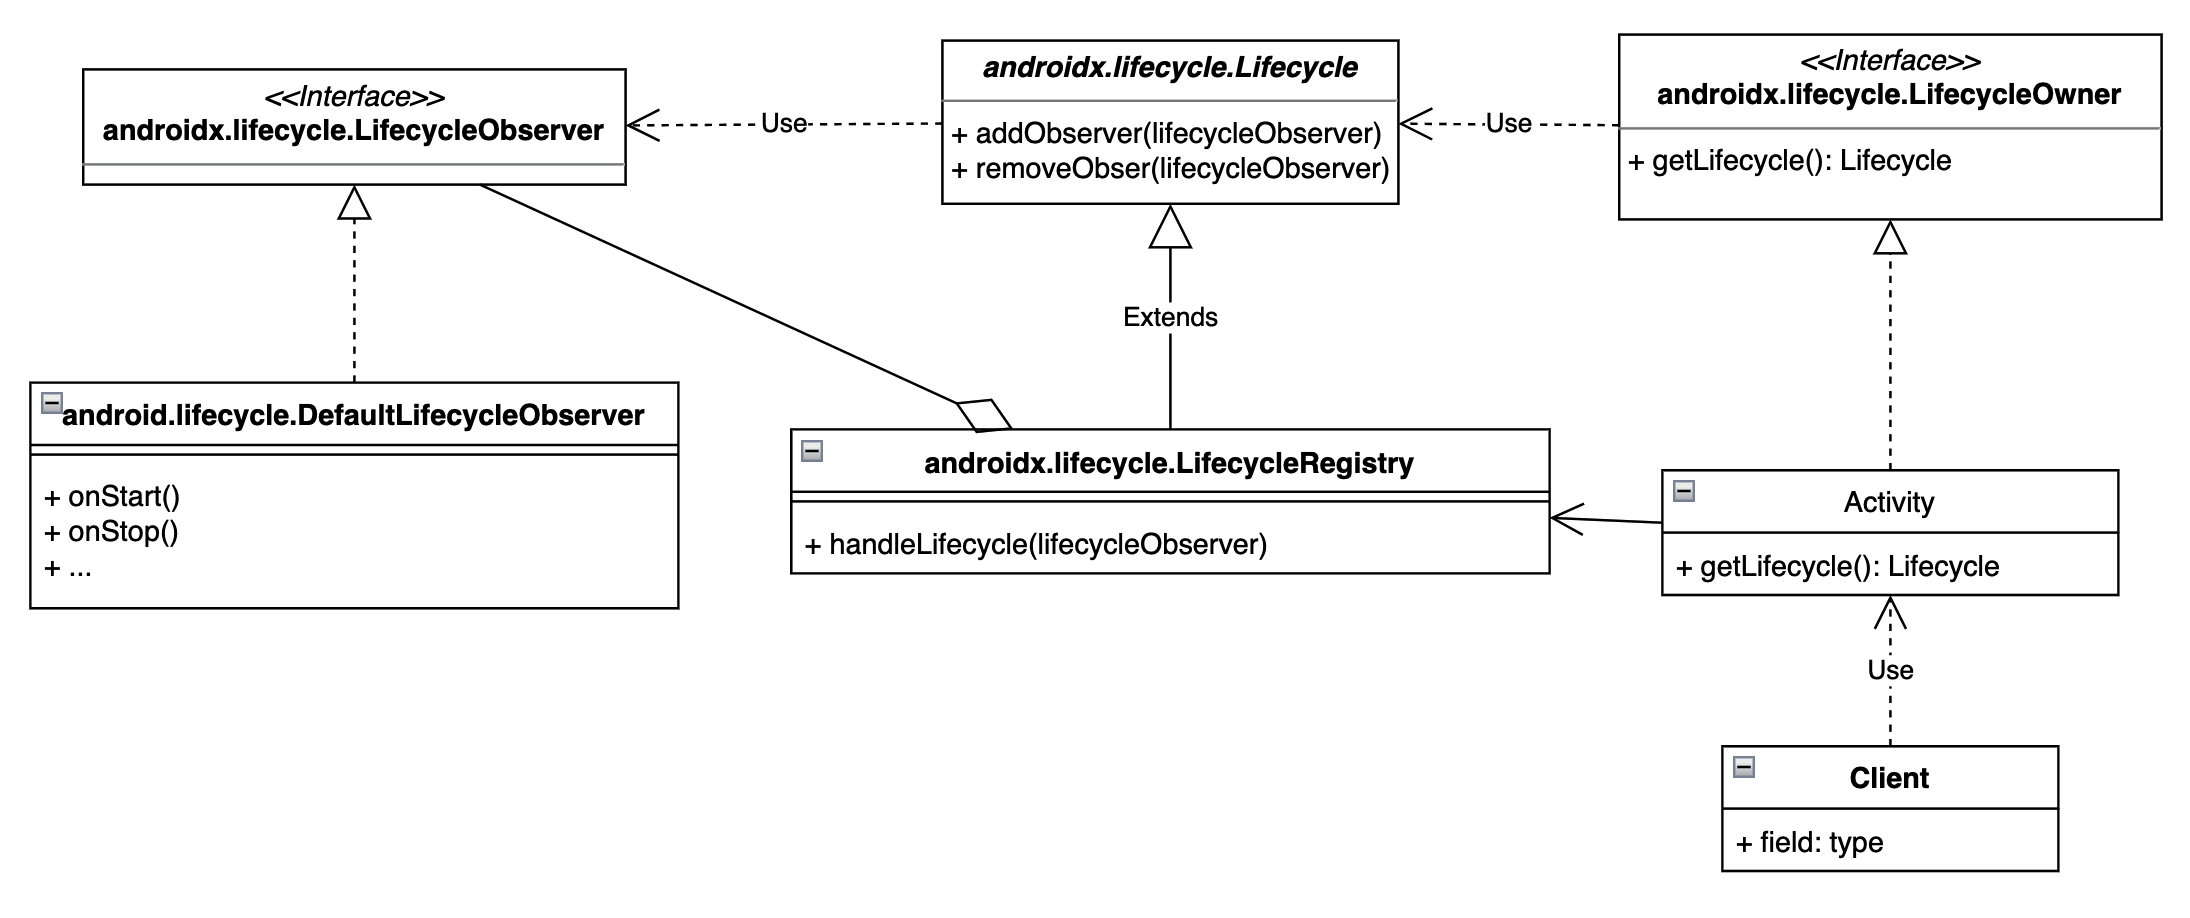 <<Interface>>
androidx.lifecycle.LifecycleObserver
Use
androidx.lifecycle.Lifecycle
+ addObserver(lifecycleObserver)
+ removeObser(lifecycleObserver)
Use
<<Interface>>
androidx.lifecycle.LifecycleOwner
+ getLifecycle(): Lifecycle
Extends
android.lifecycle.DefaultLifecycleObserver
+ onStart()
+ onStop()
+ ...
androidx.lifecycle.LifecycleRegistry
+ handleLifecycle(lifecycleObserver)
Activity
+ getLifecycle(): Lifecycle
Use
Client
+ field: type